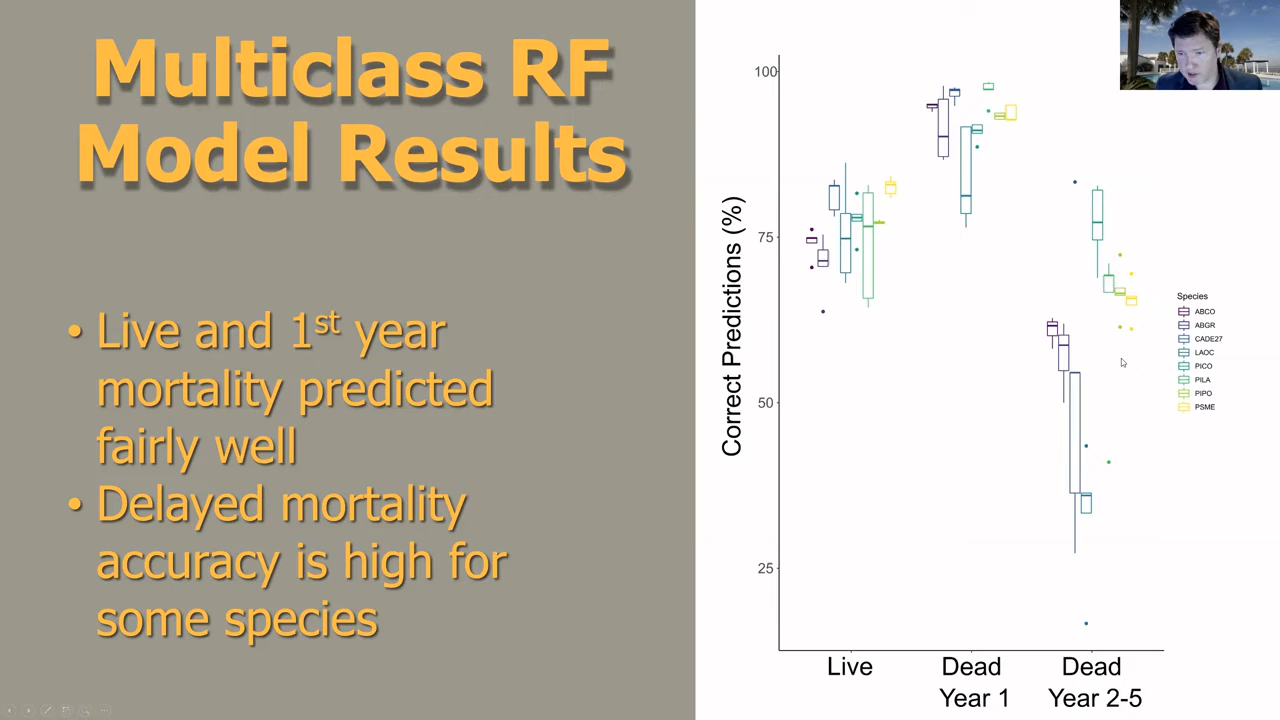 Multiclass RF
Model Results
• Live and 1st year
mortality predicted
fairly well
• Delayed mortality
accuracy is high for
some species
Correct Predictions (%)
100
75
50
25
Live
Dead
Year 1
Dead
Year 2-5
Species
ABCO
ABGR
CADE27
LAOC
PICO
PILA
PIPO
PSME